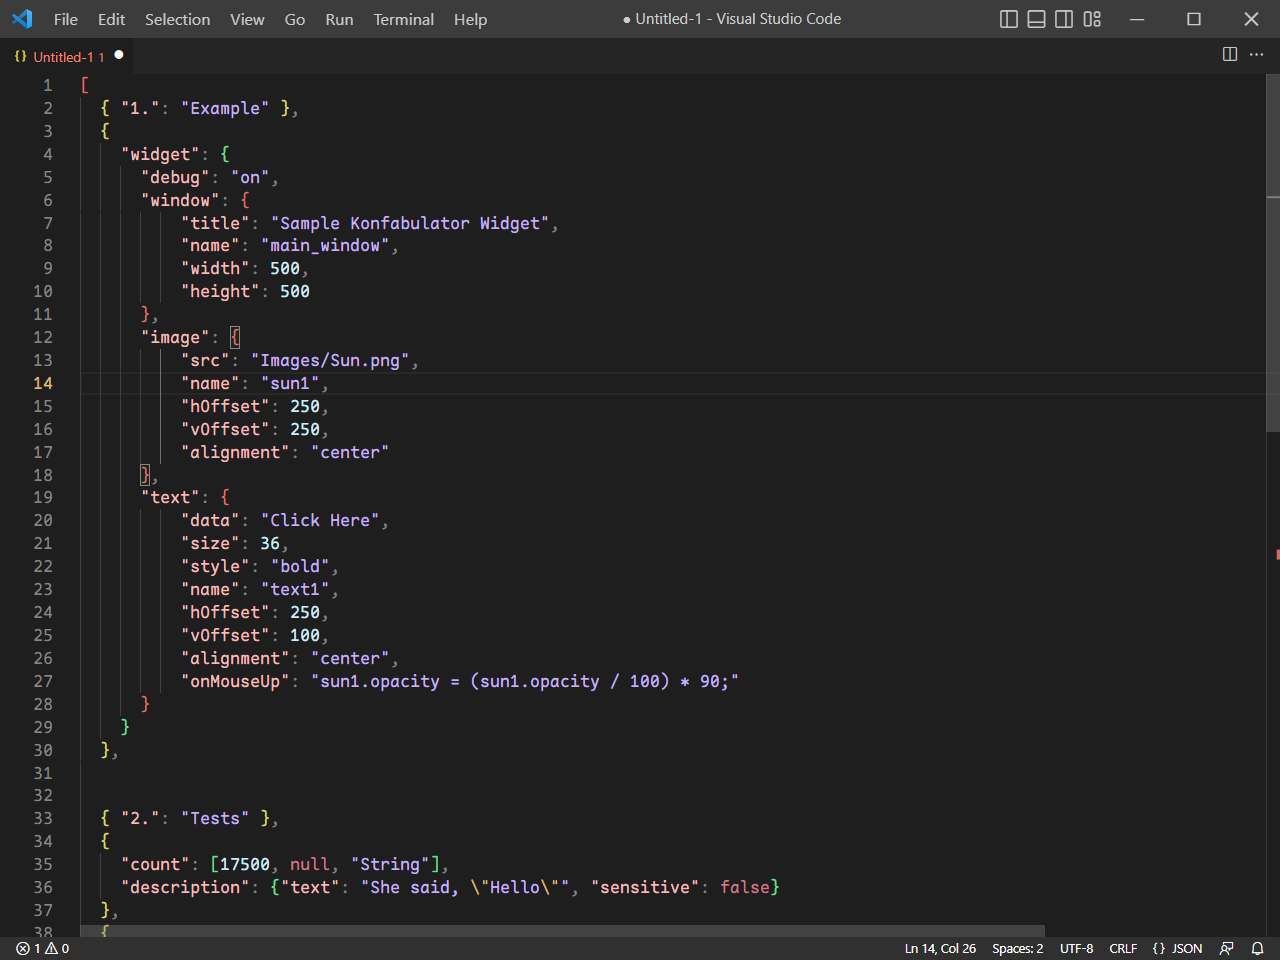 File Edit Selection View Go Run Terminal Help ● Untitled-1 - Visual Studio Code
{} Untitled-1 1 ●
1 [
2 { "1.": "Example" },
3 {
4 "widget": {
5 "debug": "on",
6 "window": {
7 "title": "Sample Konfabulator Widget",
8 "name": "main_window",
9 "width": 500,
10 "height": 500
11 },
12 "image": {
13 "src": "Images/Sun.png",
14 "name": "sun1",
15 "hOffset": 250,
16 "vOffset": 250,
17 "alignment": "center"
18 },
19 "text": {
20 "data": "Click Here",
21 "size": 36,
22 "style": "bold",
23 "name": "text1",
24 "hOffset": 250,
25 "vOffset": 100,
26 "alignment": "center",
27 "onMouseUp": "sun1.opacity = (sun1.opacity / 100) * 90;"
28 }
29 }
30 },
31
32
33 { "2.": "Tests" },
34 {
35 "count": [17500, null, "String"],
36 "description": {"text": "She said, \"Hello\"", "sensitive": false}
37 },
38 {
1 0 Ln 14, Col 26 Spaces: 2 UTF-8 CRLF {} JSON